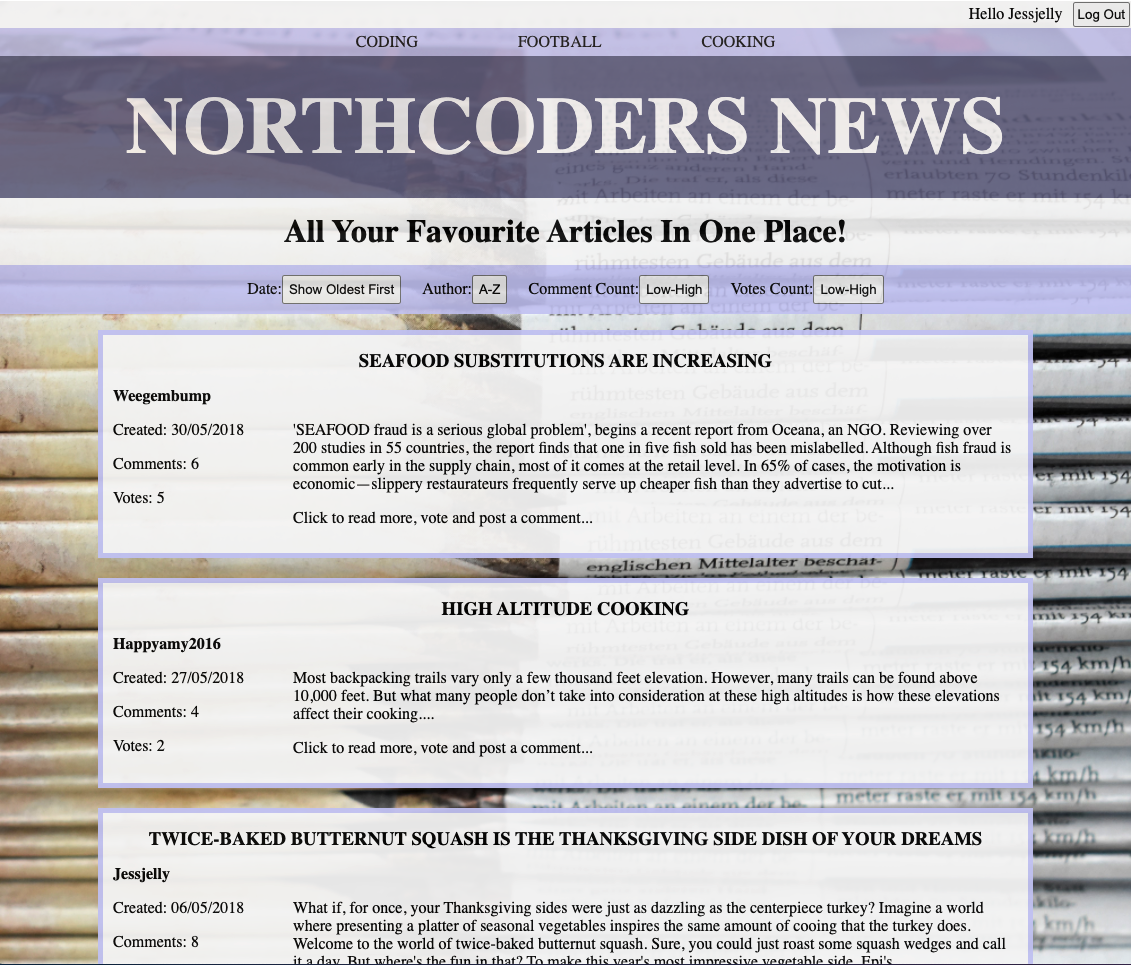 Hello Jessjelly Log Out
CODING FOOTBALL COOKING
NORTHCODERS NEWS
All Your Favourite Articles In One Place!
Date: Show Oldest First Author: A-Z Comment Count: Low-High Votes Count: Low-High
SEAFOOD SUBSTITUTIONS ARE INCREASING
Weegembump
Created: 30/05/2018
Comments: 6
Votes: 5
'SEAFOOD fraud is a serious global problem', begins a recent report from Oceana, an NGO. Reviewing over
200 studies in 55 countries, the report finds that one in five fish sold has been mislabelled. Although fish fraud is
common early in the supply chain, most of it comes at the retail level. In 65% of cases, the motivation is
economic—slippery restaurateurs frequently serve up cheaper fish than they advertise to cut...
Click to read more, vote and post a comment...
englischen Mittelalter beschäf-
HIGH ALTITUDE COOKING
Happyamy2016
Created: 27/05/2018
Comments: 4
Votes: 2
Most backpacking trails vary only a few thousand feet elevation. However, many trails can be found above
10,000 feet. But what many people don’t take into consideration at these high altitudes is how these elevations
affect their cooking....
Click to read more, vote and post a comment...
meter raste er mit 154 km/h
TWICE-BAKED BUTTERNUT SQUASH IS THE THANKSGIVING SIDE DISH OF YOUR DREAMS
Jessjelly
Created: 06/05/2018
Comments: 8
What if, for once, your Thanksgiving sides were just as dazzling as the centerpiece turkey? Imagine a world
where presenting a platter of seasonal vegetables inspires the same amount of cooing that the turkey does.
Welcome to the world of twice-baked butternut squash. Sure, you could just roast some squash wedges and call
it a day. But where's the fun in that? To make this year's most impressive vegetable side, Epi's